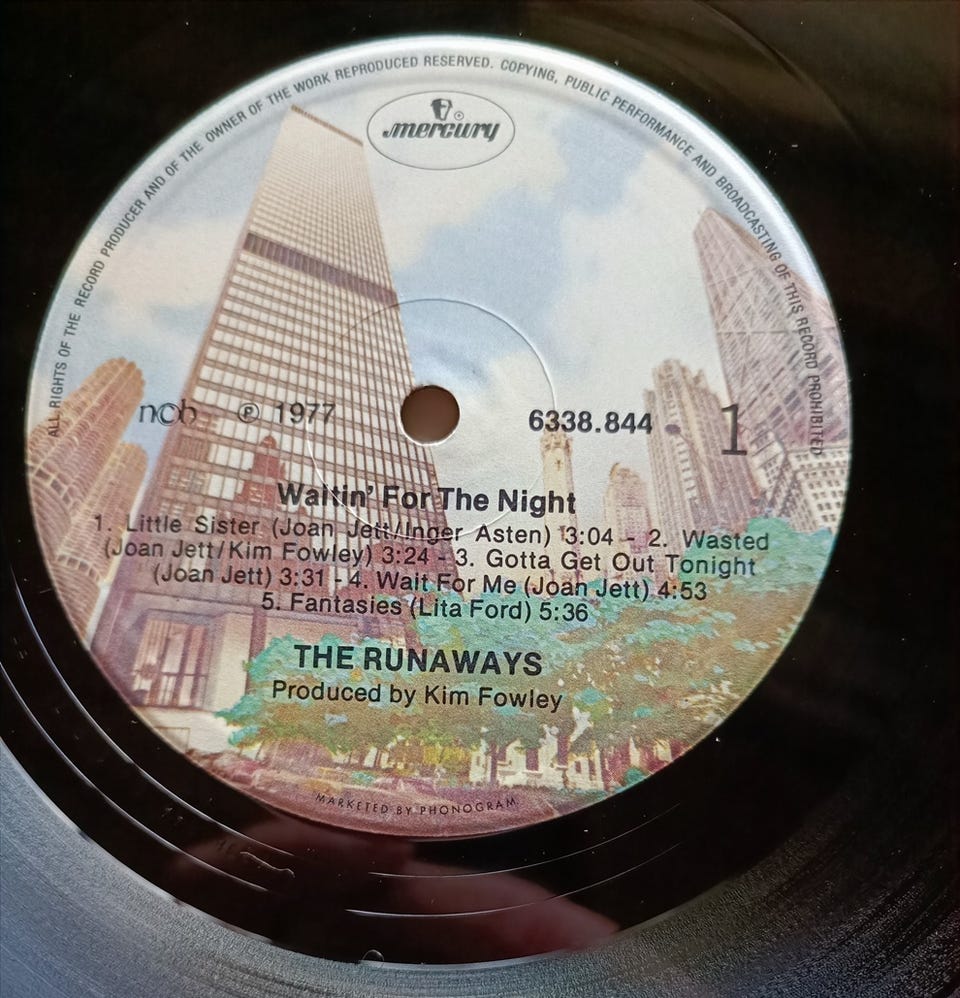 ALL RIGHTS OF THE RECORD PRODUCER AND OF THE OWNER OF THE WORK REPRODUCED RESERVED. COPYING, PUBLIC PERFORMANCE AND BROADCASTING OF THIS RECORD PROHIBITED
mercury ®
ncb ℗ 1977 6338.844 1
Waitin' For The Night
1. Little Sister (Joan Jett/Inger Asten) 3:04 - 2. Wasted
(Joan Jett/Kim Fowley) 3:24 - 3. Gotta Get Out Tonight
(Joan Jett) 3:31 - 4. Wait For Me (Joan Jett) 4:53
5. Fantasies (Lita Ford) 5:36
THE RUNAWAYS
Produced by Kim Fowley
MARKETED BY PHONOGRAM